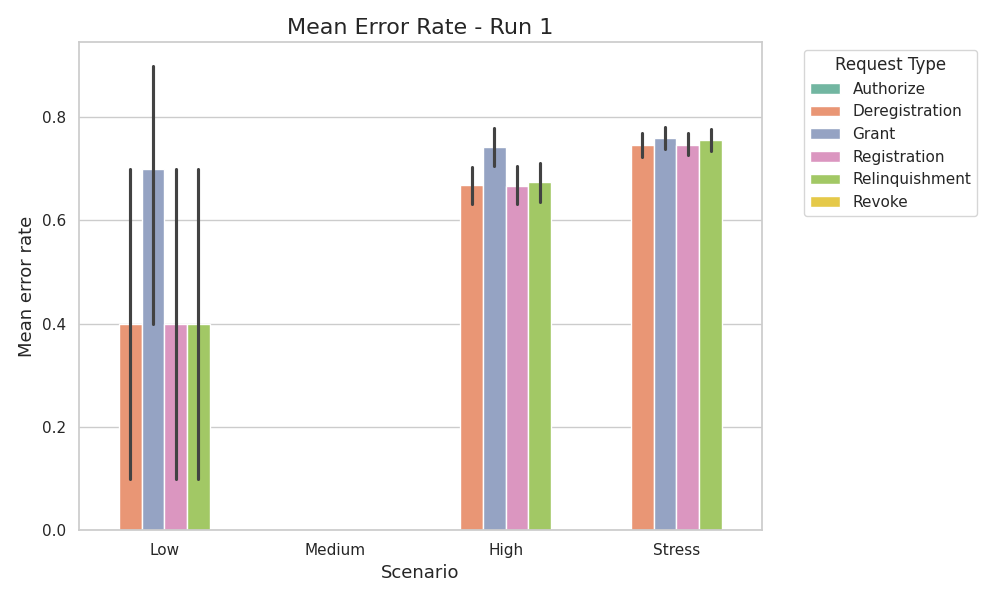 Mean Error Rate - Run 1
Mean error rate
0.8
0.6
0.4
0.2
0.0
Low
Medium
High
Stress
Scenario
Request Type
Authorize
Deregistration
Grant
Registration
Relinquishment
Revoke